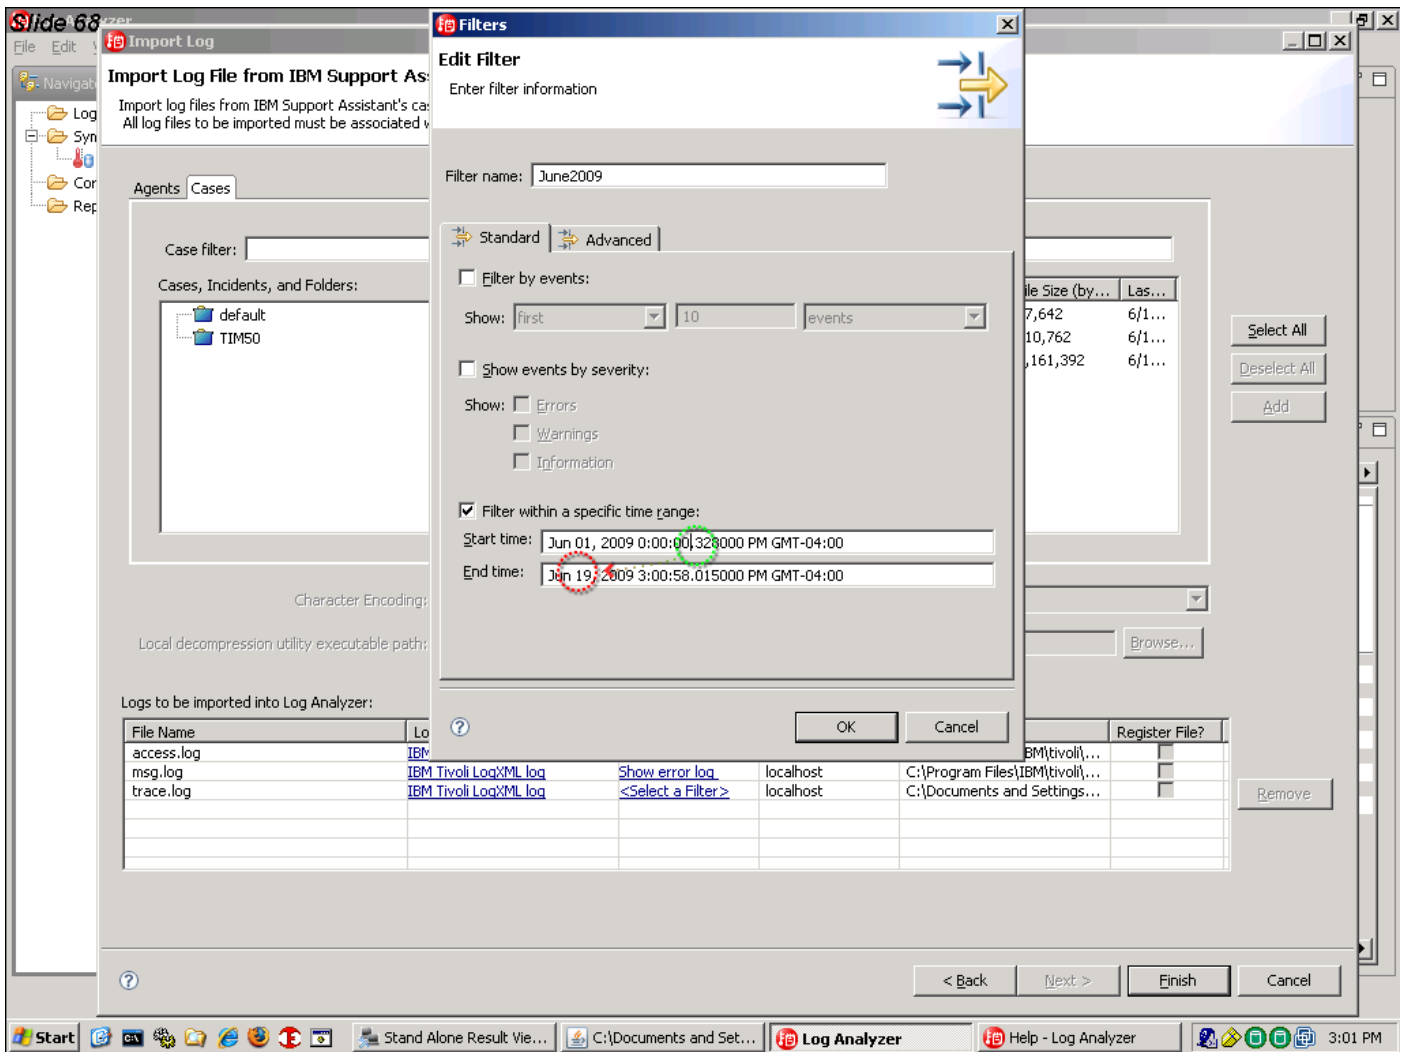 Slide 68
File Edit
Import Log
Filters
Import Log File from IBM Support As
Import log files from IBM Support Assistant's ca
All log files to be imported must be associated
Edit Filter
Enter filter information
Navigat
Log
Syn
Cor
Rep
Agents Cases
Filter name: June2009
Standard Advanced
Case filter:
Cases, Incidents, and Folders:
default
TIM50
Filter by events:
Show: first 10 events
Show events by severity:
Show: Errors
Warnings
Information
Filter within a specific time range:
Start time: Jun 01, 2009 0:00:00.328000 PM GMT-04:00
End time: Jun 19, 2009 3:00:58.015000 PM GMT-04:00
ile Size (by... Las...
7,642 6/1...
10,762 6/1...
,161,392 6/1...
Select All
Deselect All
Add
Character Encoding:
Local decompression utility executable path: Browse...
OK Cancel
Logs to be imported into Log Analyzer:
File Name Lo Register File?
access.log IBM BM\tivoli\...
msg.log IBM Tivoli LogXML log Show error log localhost C:\Program Files\IBM\tivoli\...
trace.log IBM Tivoli LogXML log <Select a Filter> localhost C:\Documents and Settings...
Remove
< Back Next > Finish Cancel
Start Stand Alone Result Vie... C:\Documents and Set... Log Analyzer Help - Log Analyzer 3:01 PM